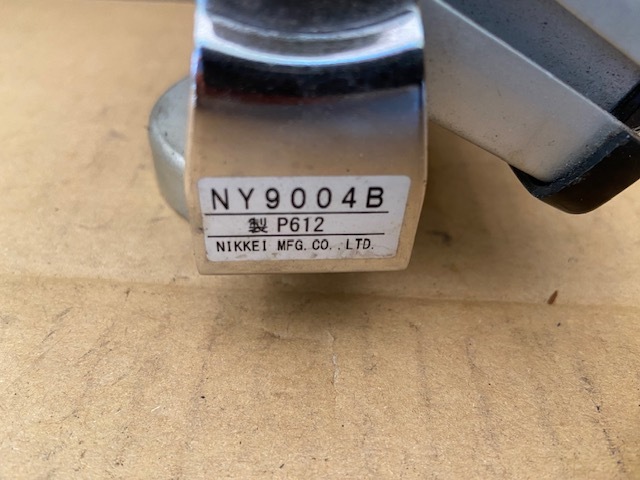 NY9004B
製 P612
NIKKEI MFG.CO.,LTD.